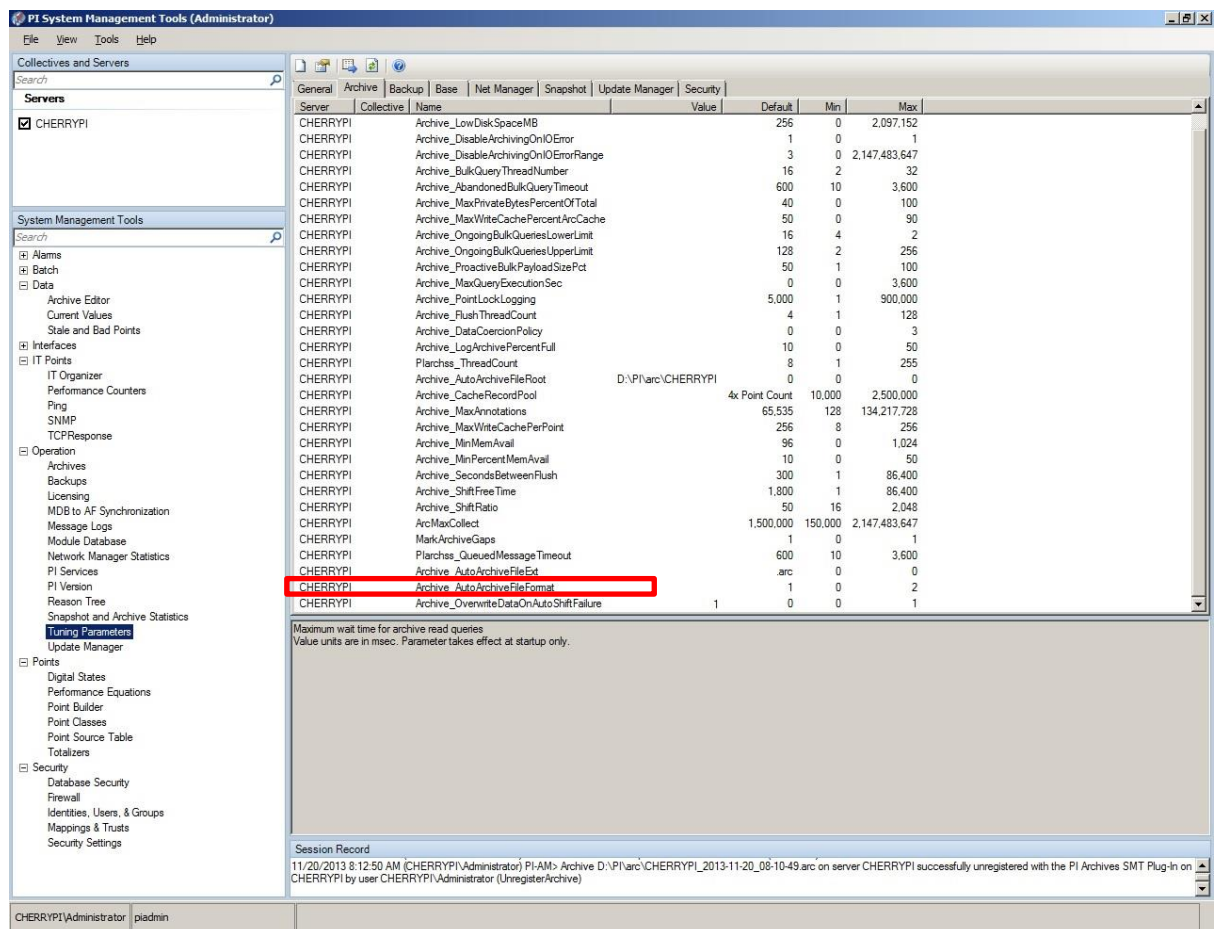 PI System Management Tools (Administrator)
File View Tools Help
Collectives and Servers
Search
Servers
CHERRYPI
System Management Tools
Search
Alarms
Batch
Data
Archive Editor
Current Values
Stale and Bad Points
Interfaces
IT Points
IT Organizer
Performance Counters
Ping
SNMP
TCPResponse
Operation
Archives
Backups
Licensing
MDB to AF Synchronization
Message Logs
Module Database
Network Manager Statistics
PI Services
PI Version
Reason Tree
Snapshot and Archive Statistics
Tuning Parameters
Update Manager
Points
Digital States
Performance Equations
Point Builder
Point Classes
Point Source Table
Totalizers
Security
Database Security
Firewall
Identities, Users, & Groups
Mappings & Trusts
Security Settings
General Archive Backup Base Net Manager Snapshot Update Manager Security
Server Collective Name Value Default Min Max
CHERRYPI Archive_LowDiskSpaceMB 256 0 2,097,152
CHERRYPI Archive_DisableArchivingOnIOError 1 0 1
CHERRYPI Archive_DisableArchivingOnIOErrorRange 3 0 2,147,483,647
CHERRYPI Archive_BulkQueryThreadNumber 16 2 32
CHERRYPI Archive_AbandonedBulkQueryTimeout 600 10 3,600
CHERRYPI Archive_MaxPrivateBytesPercentOfTotal 40 0 100
CHERRYPI Archive_MaxWriteCachePercentArcCache 50 0 90
CHERRYPI Archive_OngoingBulkQueriesLowerLimit 16 4 2
CHERRYPI Archive_OngoingBulkQueriesUpperLimit 128 2 256
CHERRYPI Archive_ProactiveBulkPayloadSizePct 50 1 100
CHERRYPI Archive_MaxQueryExecutionSec 0 0 3,600
CHERRYPI Archive_PointLockLogging 5,000 1 900,000
CHERRYPI Archive_FlushThreadCount 4 1 128
CHERRYPI Archive_DataCoercionPolicy 0 0 3
CHERRYPI Archive_LogArchivePercentFull 10 0 50
CHERRYPI PIarchss_ThreadCount 8 1 255
CHERRYPI Archive_AutoArchiveFileRoot D:\PI\arc\CHERRYPI 0 0 0
CHERRYPI Archive_CacheRecordPool 4x Point Count 10,000 2,500,000
CHERRYPI Archive_MaxAnnotations 65,535 128 134,217,728
CHERRYPI Archive_MaxWriteCachePerPoint 256 8 256
CHERRYPI Archive_MinMemAvail 96 0 1,024
CHERRYPI Archive_MinPercentMemAvail 10 0 50
CHERRYPI Archive_SecondsBetweenFlush 300 1 86,400
CHERRYPI Archive_ShiftFreeTime 1,800 1 86,400
CHERRYPI Archive_ShiftRatio 50 16 2,048
CHERRYPI ArcMaxCollect 1,500,000 150,000 2,147,483,647
CHERRYPI MarkArchiveGaps 1 0 1
CHERRYPI PIarchss_QueuedMessageTimeout 600 10 3,600
CHERRYPI Archive_AutoArchiveFileExt .arc 0 0
CHERRYPI Archive_AutoArchiveFileFormat 1 0 2
CHERRYPI Archive_OverwriteDataOnAutoShiftFailure 1 0 0 1
Maximum wait time for archive read queries
Value units are in msec. Parameter takes effect at startup only.
Session Record
11/20/2013 8:12:50 AM (CHERRYPI\Administrator) PI-AM> Archive D:\PI\arc\CHERRYPI_2013-11-20_08-10-49.arc on server CHERRYPI successfully unregistered with the PI Archives SMT Plug-In on
CHERRYPI by user CHERRYPI\Administrator (UnregisterArchive)
CHERRYPI\Administrator piadmin